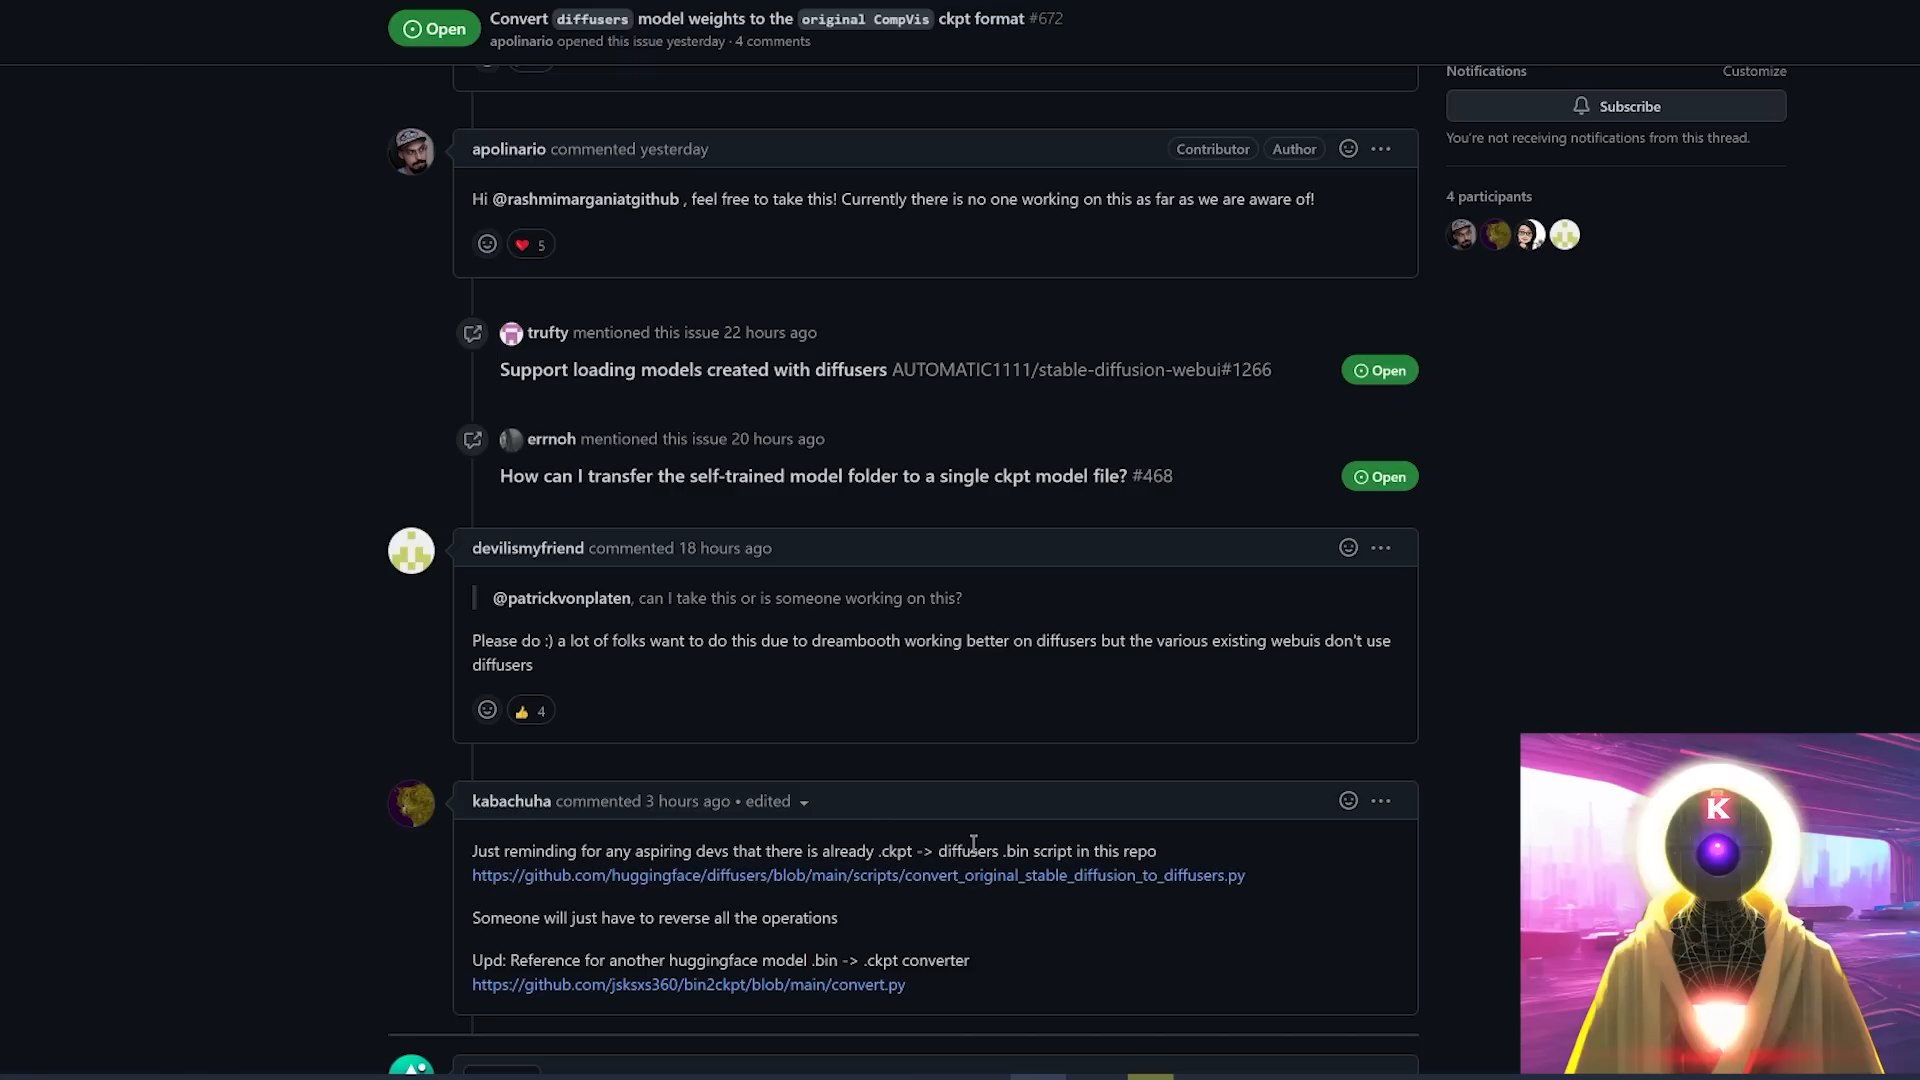 Open
Convert diffusers model weights to the original CompVis ckpt format #672
apolinario opened this issue yesterday · 4 comments
Notifications
Customize
Subscribe
You're not receiving notifications from this thread.
4 participants
apolinario commented yesterday
Contributor
Author
Hi @rashmimarganiatgithub , feel free to take this! Currently there is no one working on this as far as we are aware of!
5
trufty mentioned this issue 22 hours ago
Support loading models created with diffusers AUTOMATIC1111/stable-diffusion-webui#1266
Open
errnoh mentioned this issue 20 hours ago
How can I transfer the self-trained model folder to a single ckpt model file? #468
Open
devilismyfriend commented 18 hours ago
@patrickvonplaten, can I take this or is someone working on this?
Please do :) a lot of folks want to do this due to dreambooth working better on diffusers but the various existing webuis don't use
diffusers
4
kabachuha commented 3 hours ago • edited
Just reminding for any aspiring devs that there is already .ckpt -> diffusers .bin script in this repo
https://github.com/huggingface/diffusers/blob/main/scripts/convert_original_stable_diffusion_to_diffusers.py
Someone will just have to reverse all the operations
Upd: Reference for another huggingface model .bin -> .ckpt converter
https://github.com/jsksxs360/bin2ckpt/blob/main/convert.py
K